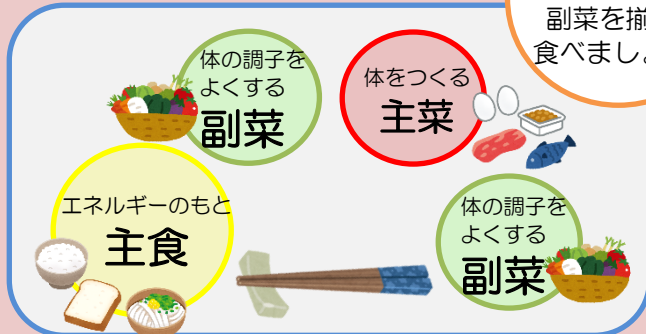 副菜を揃
食べましょ
体の調子を
よくする
副菜
体をつくる
主菜
エネルギーのもと
主食
体の調子を
よくする
副菜